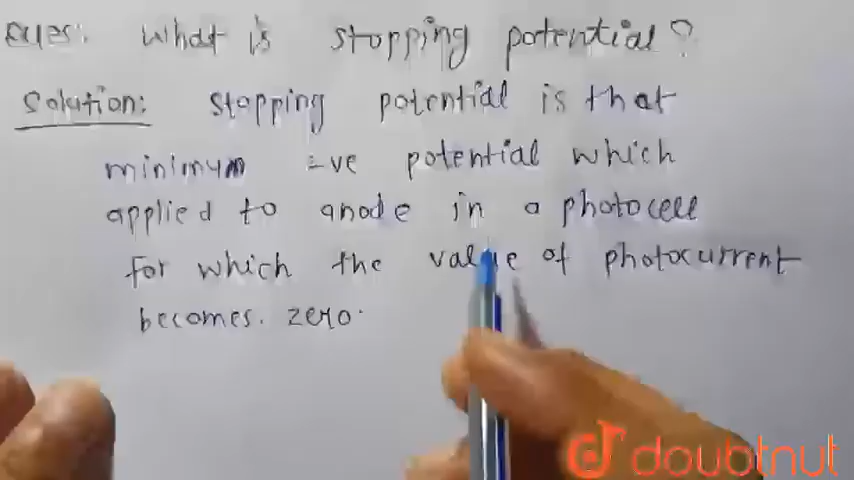 Ques: What is stopping potential?
Solution: stopping potential is that
minimum -ve potential which
applied to anode in a photocell
for which the value of photocurrent
becomes. zero.
doubtnut